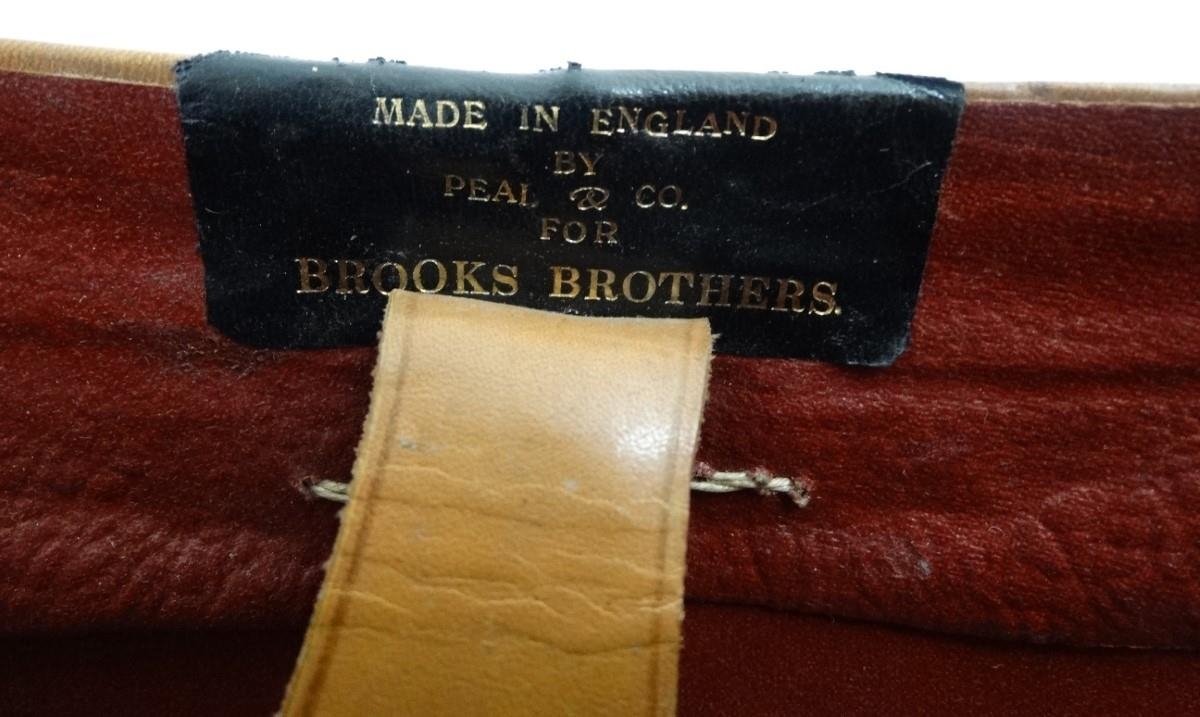 MADE IN ENGLAND
BY
PEAL & CO.
FOR
BROOKS BROTHERS.